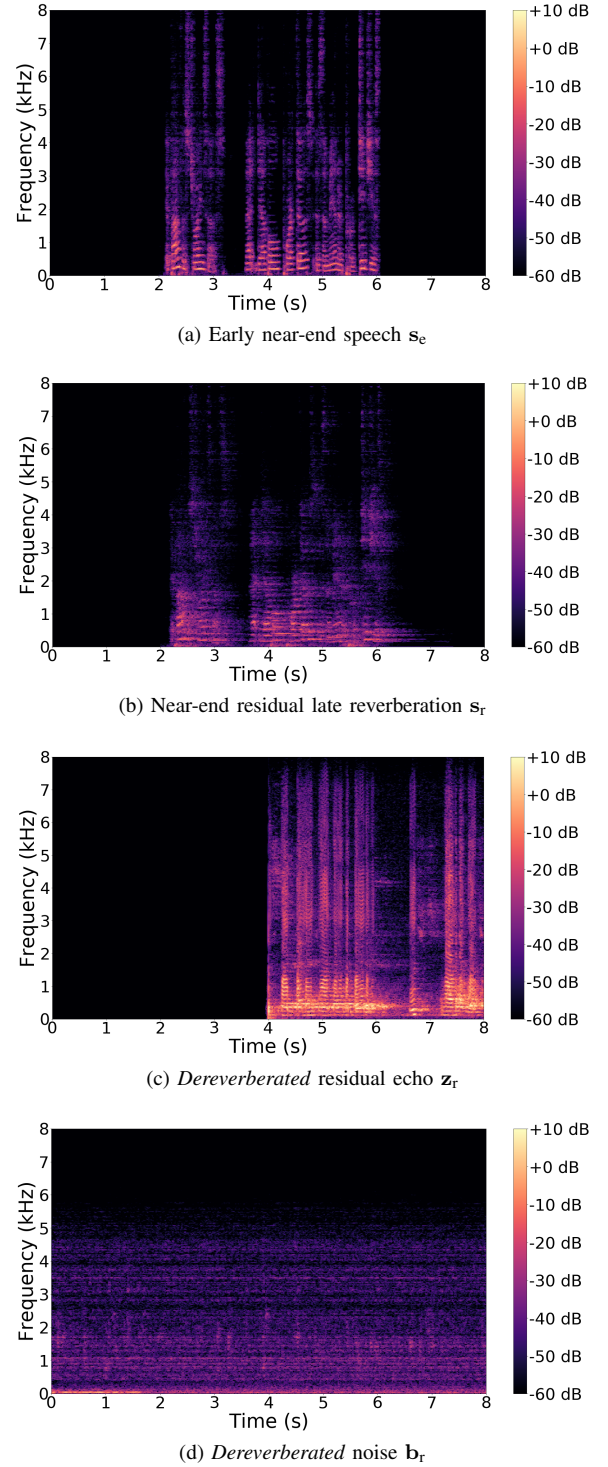 8
7
6
5
4
3
2
1
0
Frequency (kHz)
0 1 2 3 4 5 6 7 8
Time (s)
+10 dB
+0 dB
-10 dB
-20 dB
-30 dB
-40 dB
-50 dB
-60 dB
(a) Early near-end speech sₑ
8
7
6
5
4
3
2
1
0
Frequency (kHz)
0 1 2 3 4 5 6 7 8
Time (s)
+10 dB
+0 dB
-10 dB
-20 dB
-30 dB
-40 dB
-50 dB
-60 dB
(b) Near-end residual late reverberation sᵣ
8
7
6
5
4
3
2
1
0
Frequency (kHz)
0 1 2 3 4 5 6 7 8
Time (s)
+10 dB
+0 dB
-10 dB
-20 dB
-30 dB
-40 dB
-50 dB
-60 dB
(c) Dereverberated residual echo zᵣ
8
7
6
5
4
3
2
1
0
Frequency (kHz)
0 1 2 3 4 5 6 7 8
Time (s)
+10 dB
+0 dB
-10 dB
-20 dB
-30 dB
-40 dB
-50 dB
-60 dB
(d) Dereverberated noise bᵣ